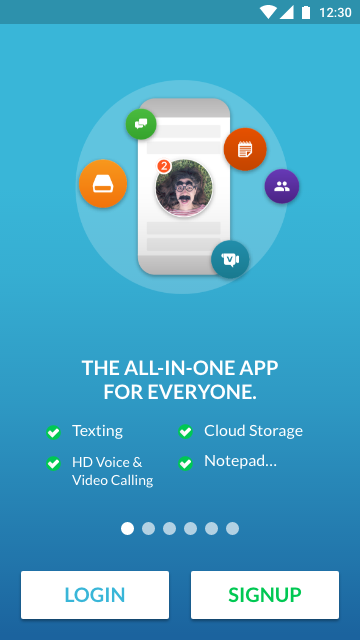 12:30
2
V
THE ALL-IN-ONE APP
FOR EVERYONE.
Texting
Cloud Storage
HD Voice &
Video Calling
Notepad...
LOGIN
SIGNUP